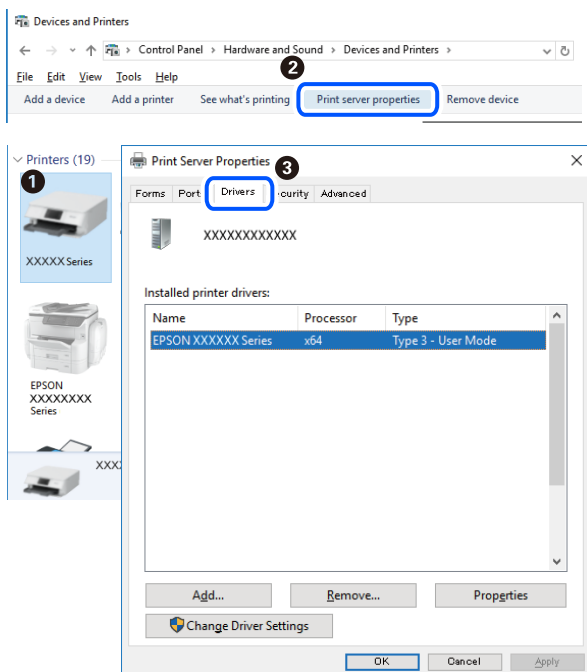 Devices and Printers
Control Panel > Hardware and Sound > Devices and Printers >
2
File Edit View Tools Help
Add a device Add a printer See what's printing Print server properties Remove device
Printers (19)
1
XXXXX Series
EPSON
XXXXXXXX
Series
XXX
Print Server Properties
3
Forms Port Drivers curity Advanced
XXXXXXXXXXXX
Installed printer drivers:
Name Processor Type
EPSON XXXXXX Series x64 Type 3 - User Mode
Add... Remove... Properties
Change Driver Settings
OK Cancel Apply